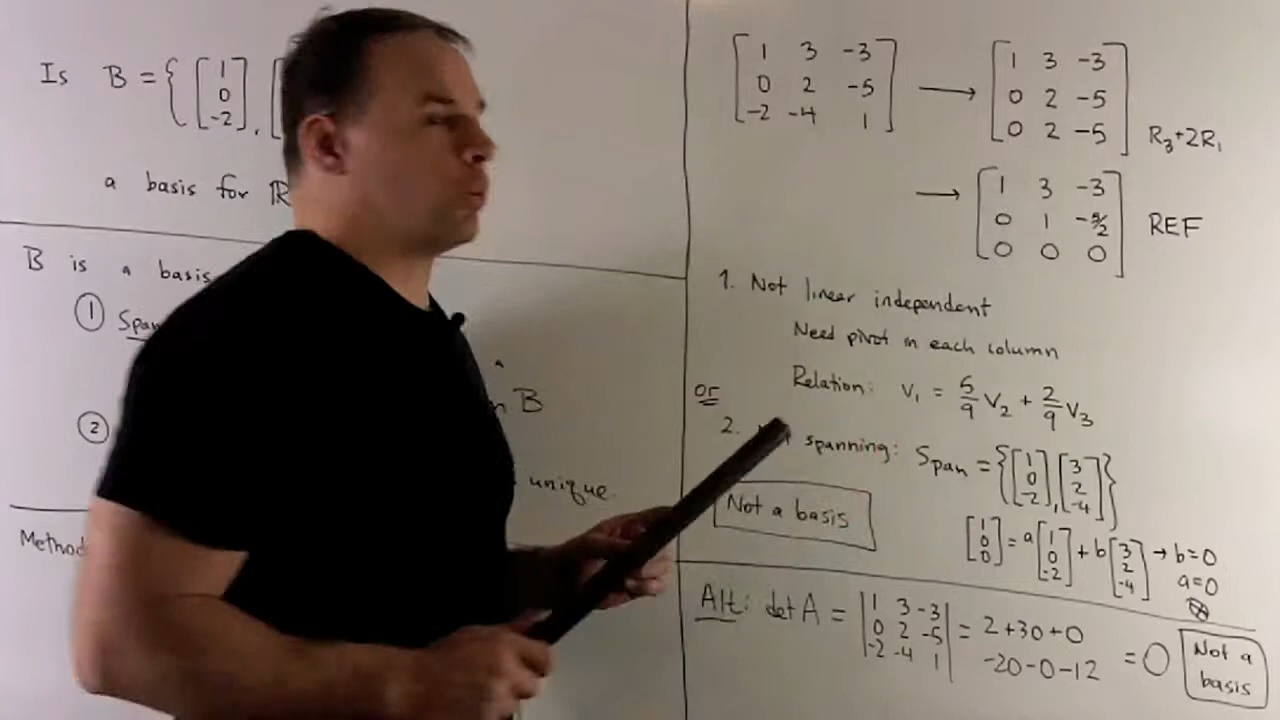 Is B = { [1 0 -2],
a basis for ℝ
B is a basis
① Span
a
B
②
unique.
Method
[1 3 -3; 0 2 -5; -2 -4 1] → [1 3 -3; 0 2 -5; 0 2 -5] R₃+2R₁
→ [1 3 -3; 0 1 -5/2; 0 0 0] REF
1. Not linear independent
Need pivot in each column
Relation: v₁ = 5/9 v₂ + 2/9 v₃
or
2. spanning: Span = { [1 0 -2], [3 2 -4] }
Not a basis
[1 0 0] = a [1 0 -2] + b [3 2 -4] → b=0
a=0
Alt: det A = |1 3 -3; 0 2 -5; -2 -4 1| = 2+30+0
-20-0-12 = 0
Not a
basis